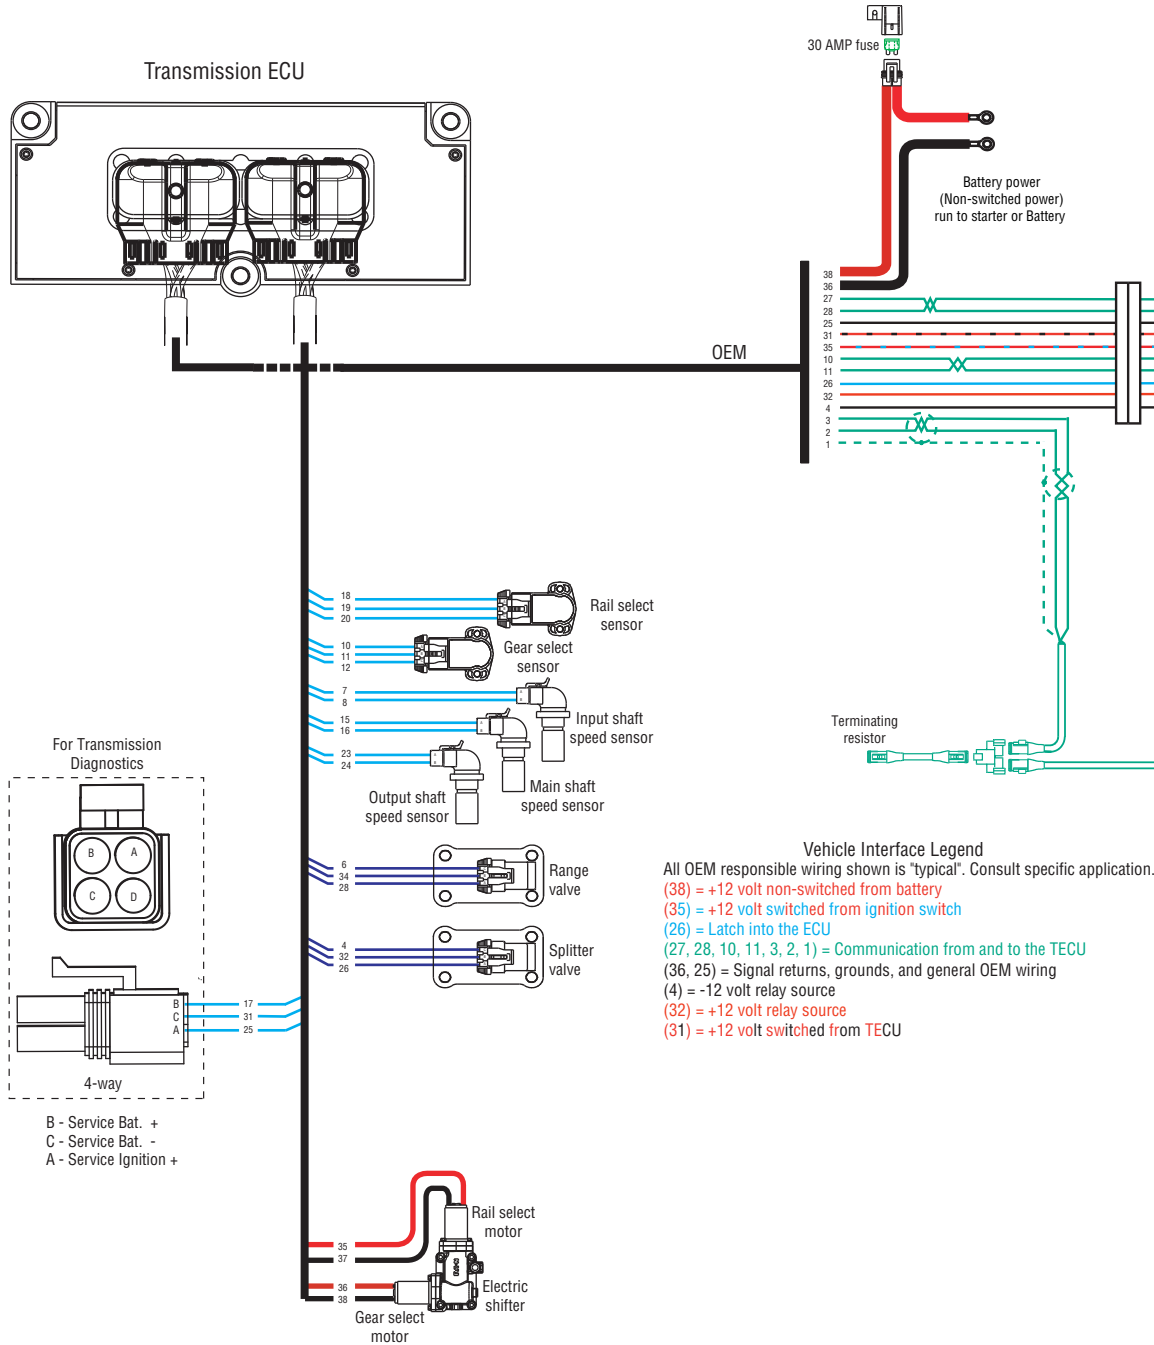 30 AMP fuse
Transmission ECU
Battery power
(Non-switched power)
run to starter or Battery
38
36
27
28
25
31
35
10
11
26
32
4
3
2
1
OEM
18
19
20
Rail select
sensor
10
11
12
Gear select
sensor
7
8
Input shaft
speed sensor
15
16
Main shaft
speed sensor
23
24
Output shaft
speed sensor
Terminating
resistor
For Transmission
Diagnostics
B
A
C
D
6
34
28
Range
valve
4
32
26
Splitter
valve
B
C
A
17
31
25
4-way
B - Service Bat. +
C - Service Bat. -
A - Service Ignition +
Vehicle Interface Legend
All OEM responsible wiring shown is "typical". Consult specific application.
(38) = +12 volt non-switched from battery
(35) = +12 volt switched from ignition switch
(26) = Latch into the ECU
(27, 28, 10, 11, 3, 2, 1) = Communication from and to the TECU
(36, 25) = Signal returns, grounds, and general OEM wiring
(4) = -12 volt relay source
(32) = +12 volt relay source
(31) = +12 volt switched from TECU
Rail select
motor
35
37
36
38
Electric
shifter
Gear select
motor